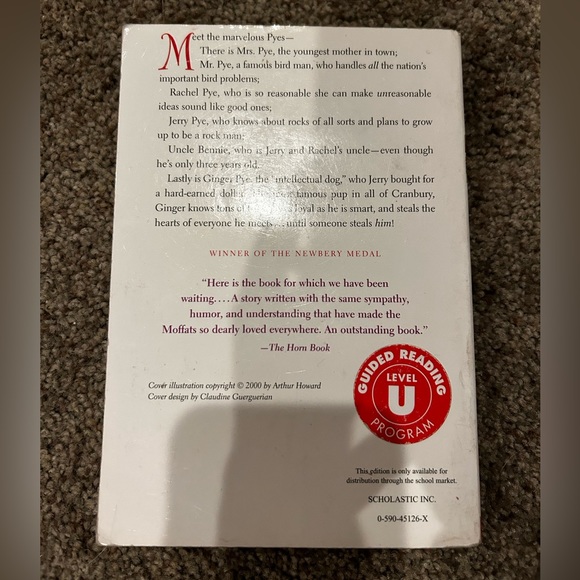 Meet the marvelous Pyes—
There is Mrs. Pye, the youngest mother in town;
Mr. Pye, a famous bird man, who handles all the nation's
important bird problems;
Rachel Pye, who is so reasonable she can make unreasonable
ideas sound like good ones;
Jerry Pye, who knows about rocks of all sorts and plans to grow
up to be a rock man;
Uncle Bennie, who is Jerry and Rachel's uncle—even though
he's only three years old.
Lastly is Ginger Pye, the "intellectual dog," who Jerry bought for
a hard-earned dollar. famous pup in all of Cranbury,
Ginger knows tons of loyal as he is smart, and steals the
hearts of everyone he meets . . . until someone steals him!
WINNER OF THE NEWBERY MEDAL
"Here is the book for which we have been
waiting. . . . A story written with the same sympathy,
humor, and understanding that have made the
Moffats so dearly loved everywhere. An outstanding book."
—The Horn Book
Cover illustration copyright © 2000 by Arthur Howard
Cover design by Claudine Guerguerian
GUIDED READING
LEVEL
U
PROGRAM
This edition is only available for
distribution through the school market.
SCHOLASTIC INC.
0-590-45126-X